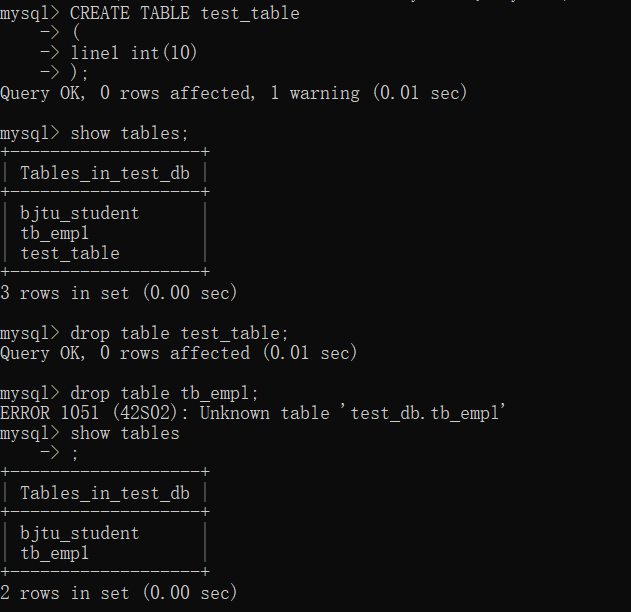 mysql> CREATE TABLE test_table
    -> (
    -> line1 int(10)
    -> );
Query OK, 0 rows affected, 1 warning (0.01 sec)

mysql> show tables;
+-------------------+
| Tables_in_test_db |
+-------------------+
| bjtu_student      |
| tb_empl           |
| test_table        |
+-------------------+
3 rows in set (0.00 sec)

mysql> drop table test_table;
Query OK, 0 rows affected (0.01 sec)

mysql> drop table tb_empl;
ERROR 1051 (42S02): Unknown table 'test_db.tb_empl'
mysql> show tables
    -> ;
+-------------------+
| Tables_in_test_db |
+-------------------+
| bjtu_student      |
| tb_empl           |
+-------------------+
2 rows in set (0.00 sec)